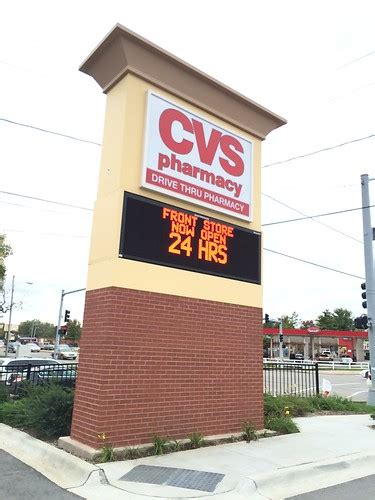 CVS
pharmacy
DRIVE THRU PHARMACY
FRONT STORE
NOW OPEN
24 HRS